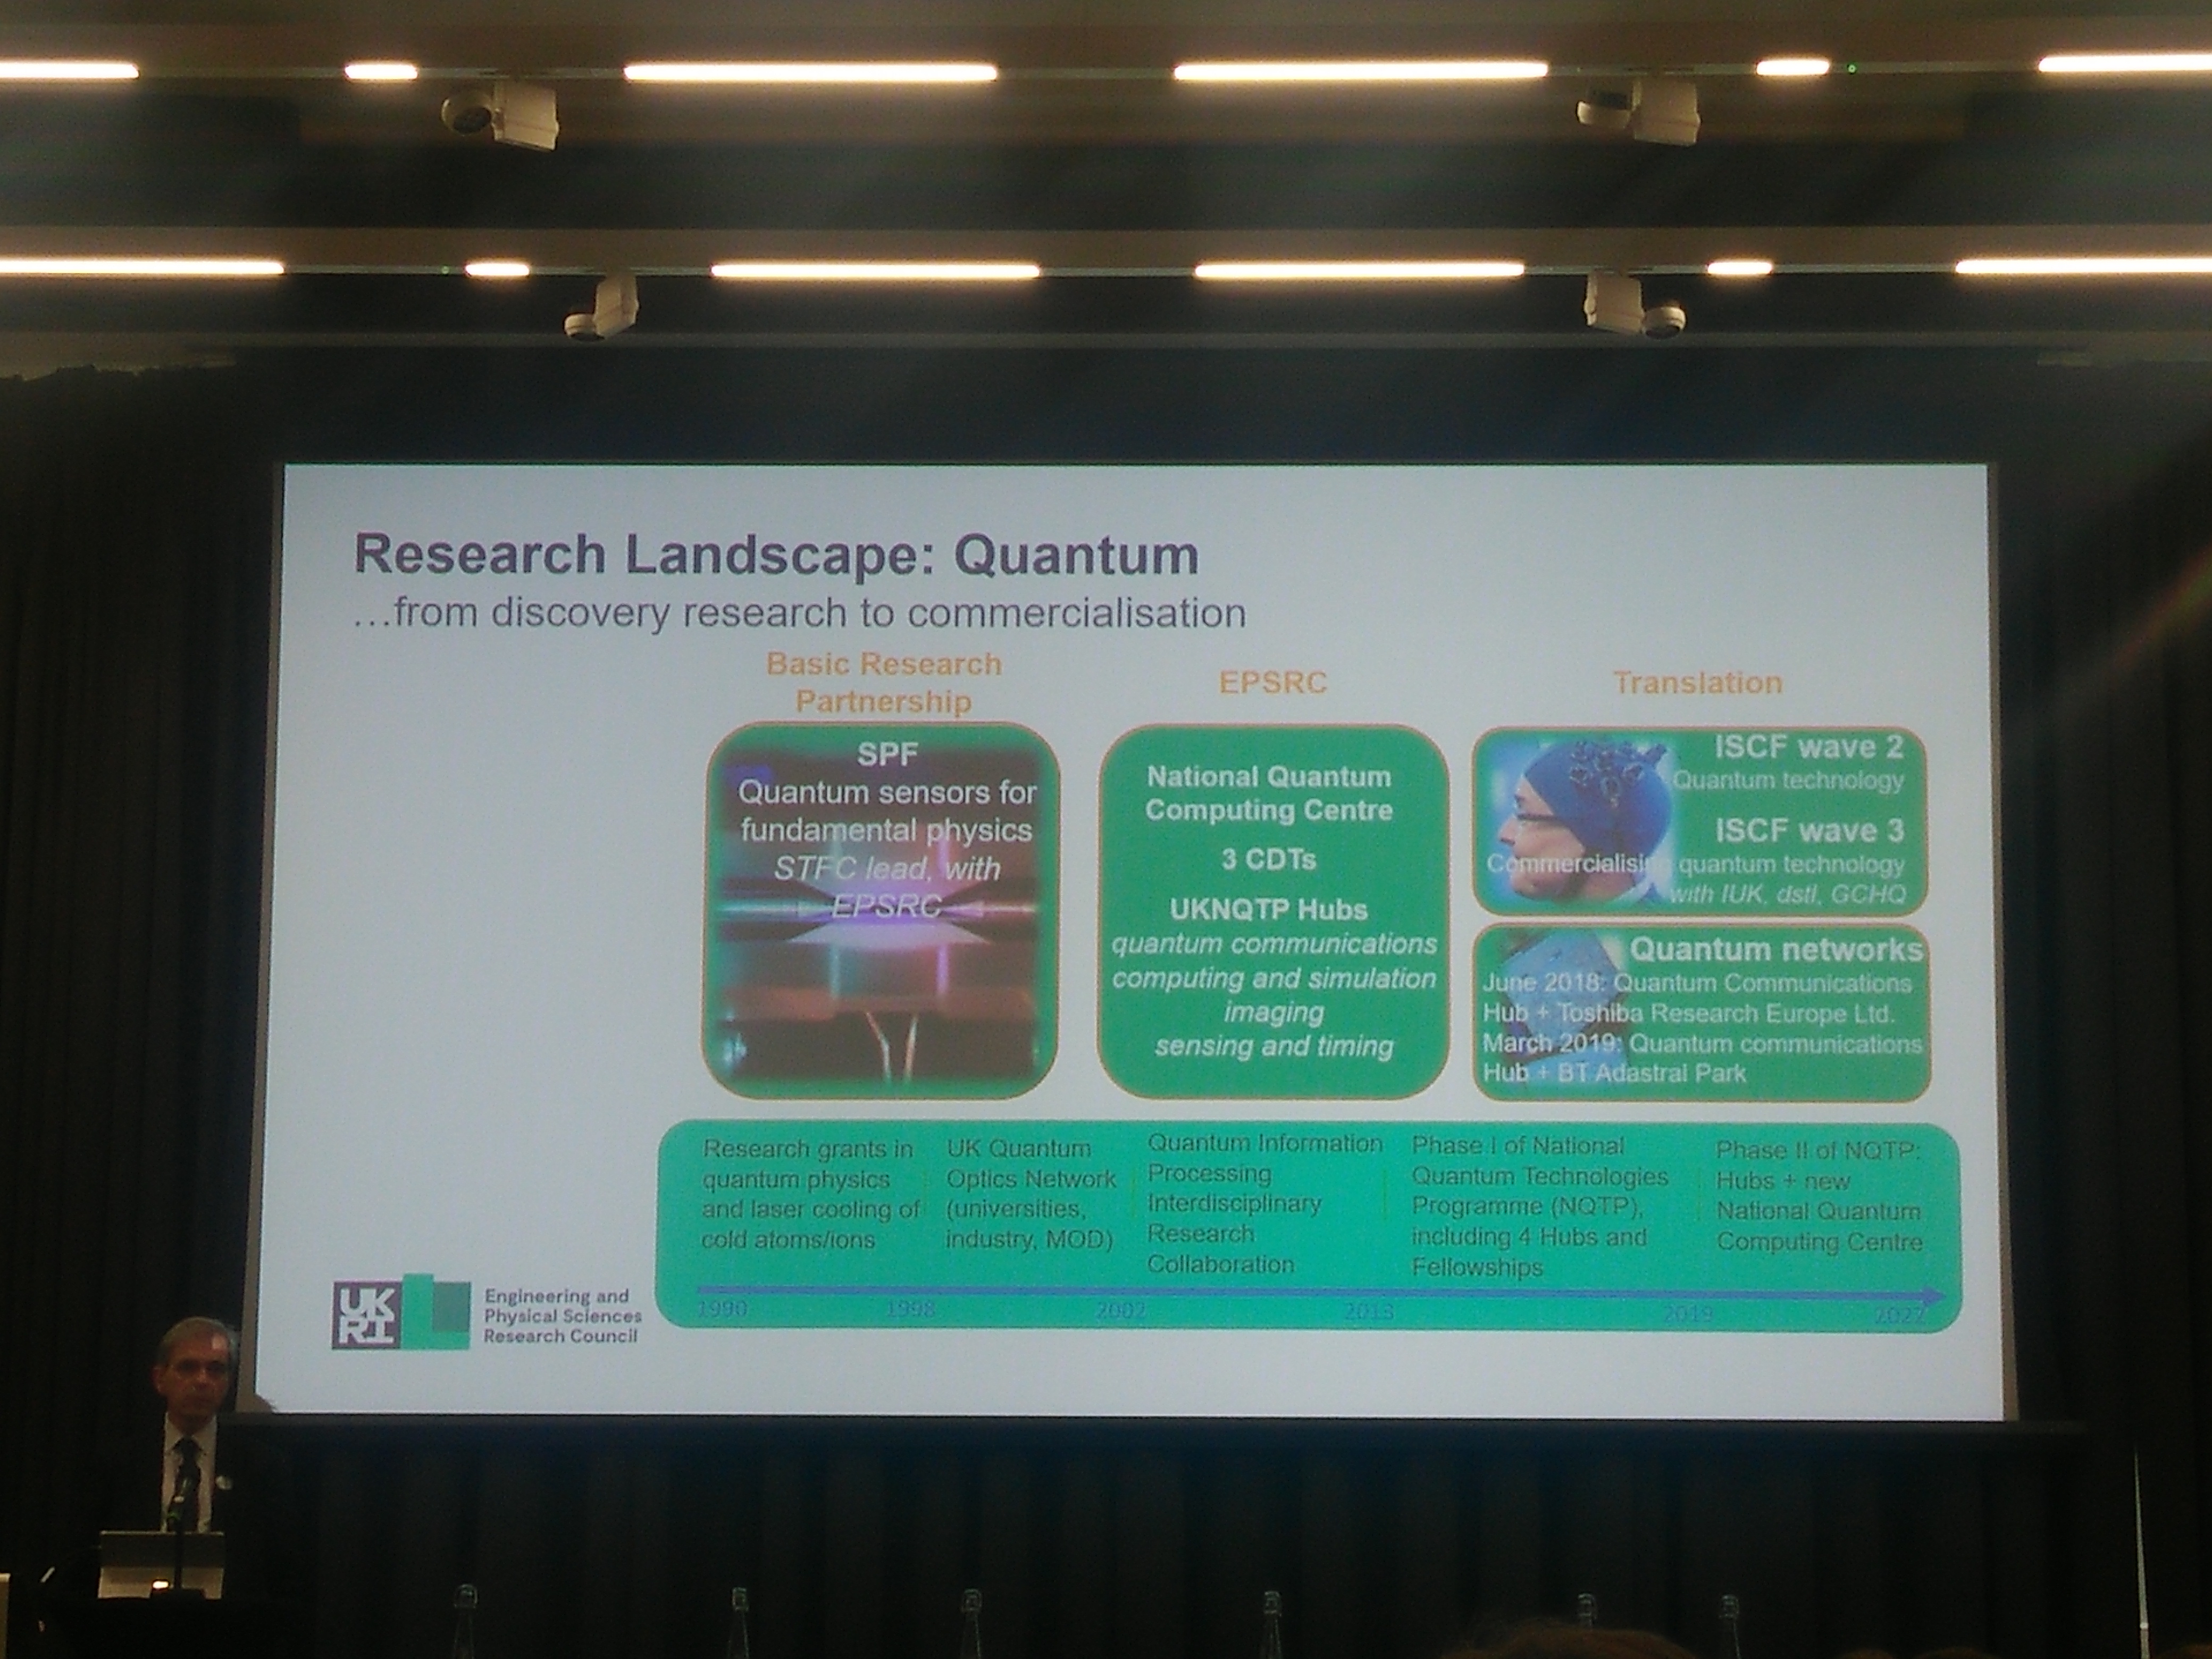 Research Landscape: Quantum
…from discovery research to commercialisation
Basic Research
Partnership
SPF
Quantum sensors for
fundamental physics
STFC lead, with
EPSRC
EPSRC
National Quantum
Computing Centre
3 CDTs
UKNQTP Hubs
quantum communications
computing and simulation
imaging
sensing and timing
Translation
ISCF wave 2
Quantum technology
ISCF wave 3
Commercialising quantum technology
with IUK, dstl, GCHQ
Quantum networks
June 2018: Quantum Communications
Hub + Toshiba Research Europe Ltd.
March 2019: Quantum communications
Hub + BT Adastral Park
Research grants in
quantum physics
and laser cooling of
cold atoms/ions
UK Quantum
Optics Network
(universities,
industry, MOD)
Quantum Information
Processing
Interdisciplinary
Research
Collaboration
Phase I of National
Quantum Technologies
Programme (NQTP),
including 4 Hubs and
Fellowships
Phase II of NQTP:
Hubs + new
National Quantum
Computing Centre
1990 1998 2002 2013 2019
UK
RI
Engineering and
Physical Sciences
Research Council